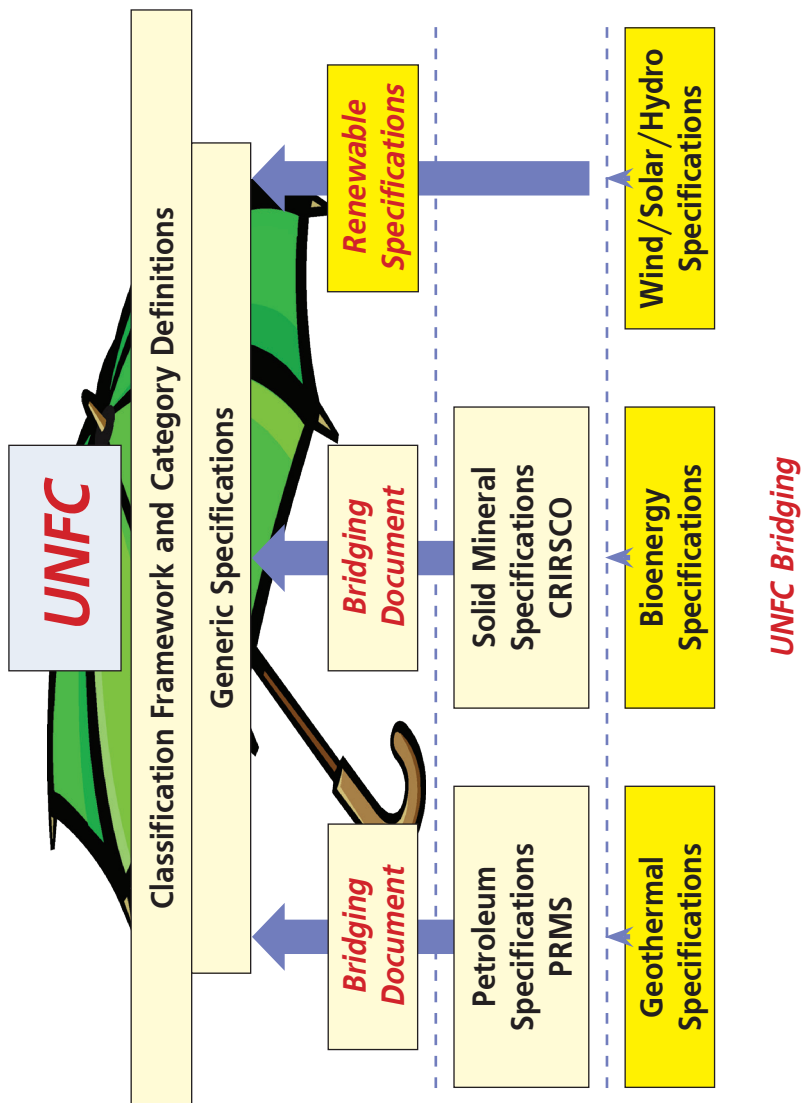 UNFC
Classification Framework and Category Definitions
Generic Specifications
Bridging
Document
Bridging
Document
Renewable
Specifications
Petroleum
Specifications
PRMS
Solid Mineral
Specifications
CRIRSCO
Geothermal
Specifications
Bioenergy
Specifications
Wind/Solar/Hydro
Specifications
UNFC Bridging